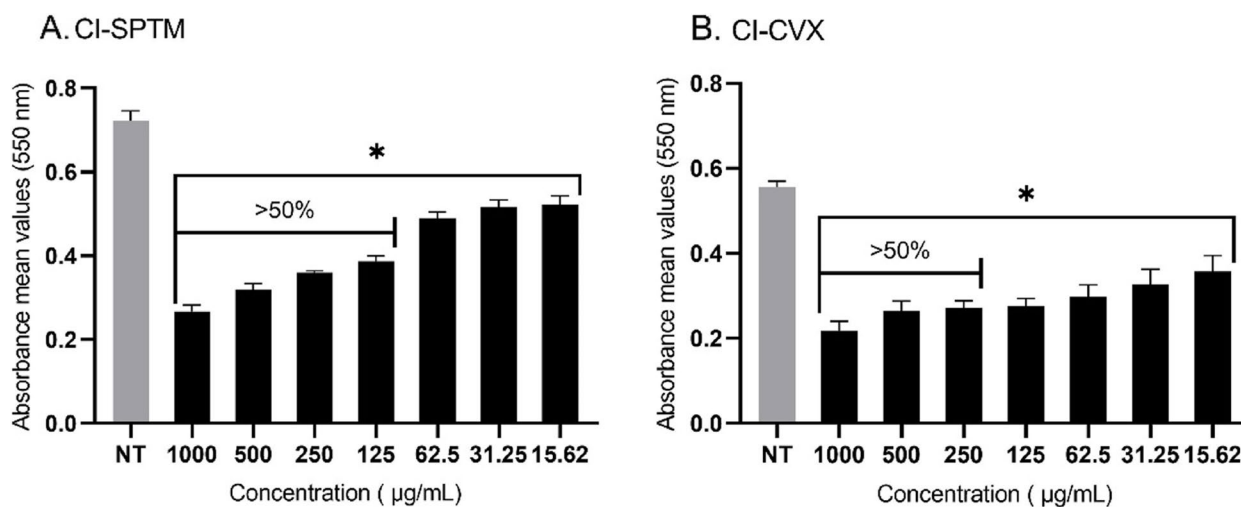 A. CI-SPTM
Absorbance mean values (550 nm)
0.8
0.6
0.4
0.2
0.0
*
>50%
NT 1000 500 250 125 62.5 31.25 15.62
Concentration ( µg/mL)
B. CI-CVX
Absorbance mean values (550 nm)
0.8
0.6
0.4
0.2
0.0
*
>50%
NT 1000 500 250 125 62.5 31.25 15.62
Concentration ( µg/mL)